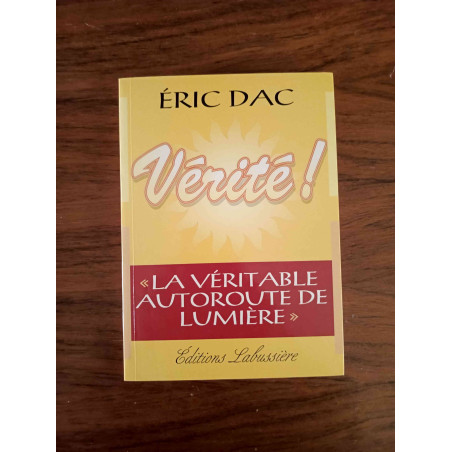 ÉRIC DAC
Vérité !
« LA VÉRITABLE
AUTOROUTE DE
LUMIÈRE »
Éditions Labussière